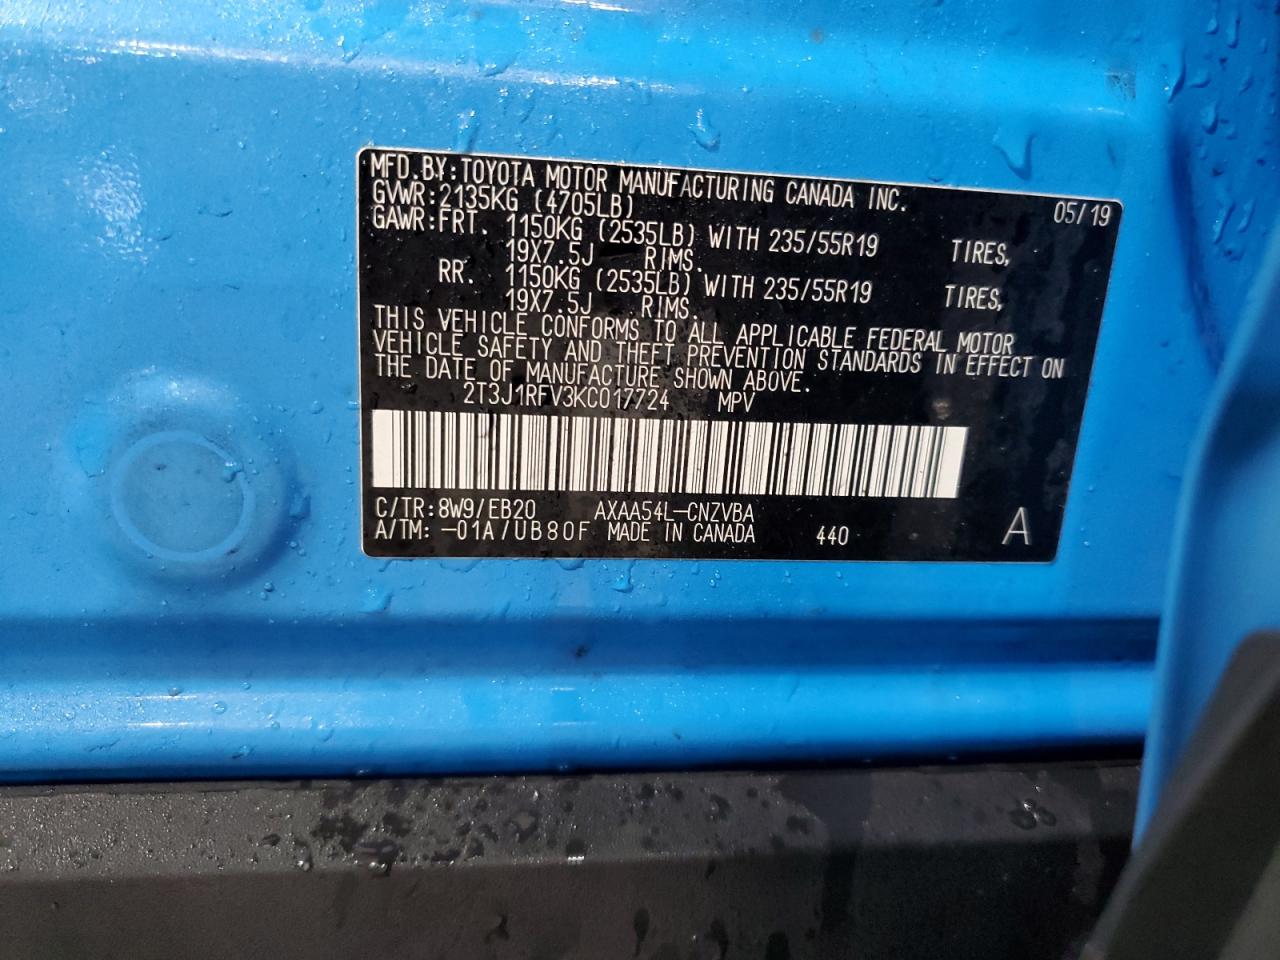 MFD.BY:TOYOTA MOTOR MANUFACTURING CANADA INC. 05/19
GVWR:2135KG (4705LB)
GAWR:FRT. 1150KG (2535LB) WITH 235/55R19 TIRES,
19X7.5J RIMS.
RR. 1150KG (2535LB) WITH 235/55R19 TIRES,
19X7.5J RIMS.
THIS VEHICLE CONFORMS TO ALL APPLICABLE FEDERAL MOTOR
VEHICLE SAFETY AND THEFT PREVENTION STANDARDS IN EFFECT ON
THE DATE OF MANUFACTURE SHOWN ABOVE.
2T3J1RFV3KC017724 MPV
C/TR:8W9/EB20 AXAA54L-CNZVBA
A/TM:-01A/UB80F MADE IN CANADA 440 A